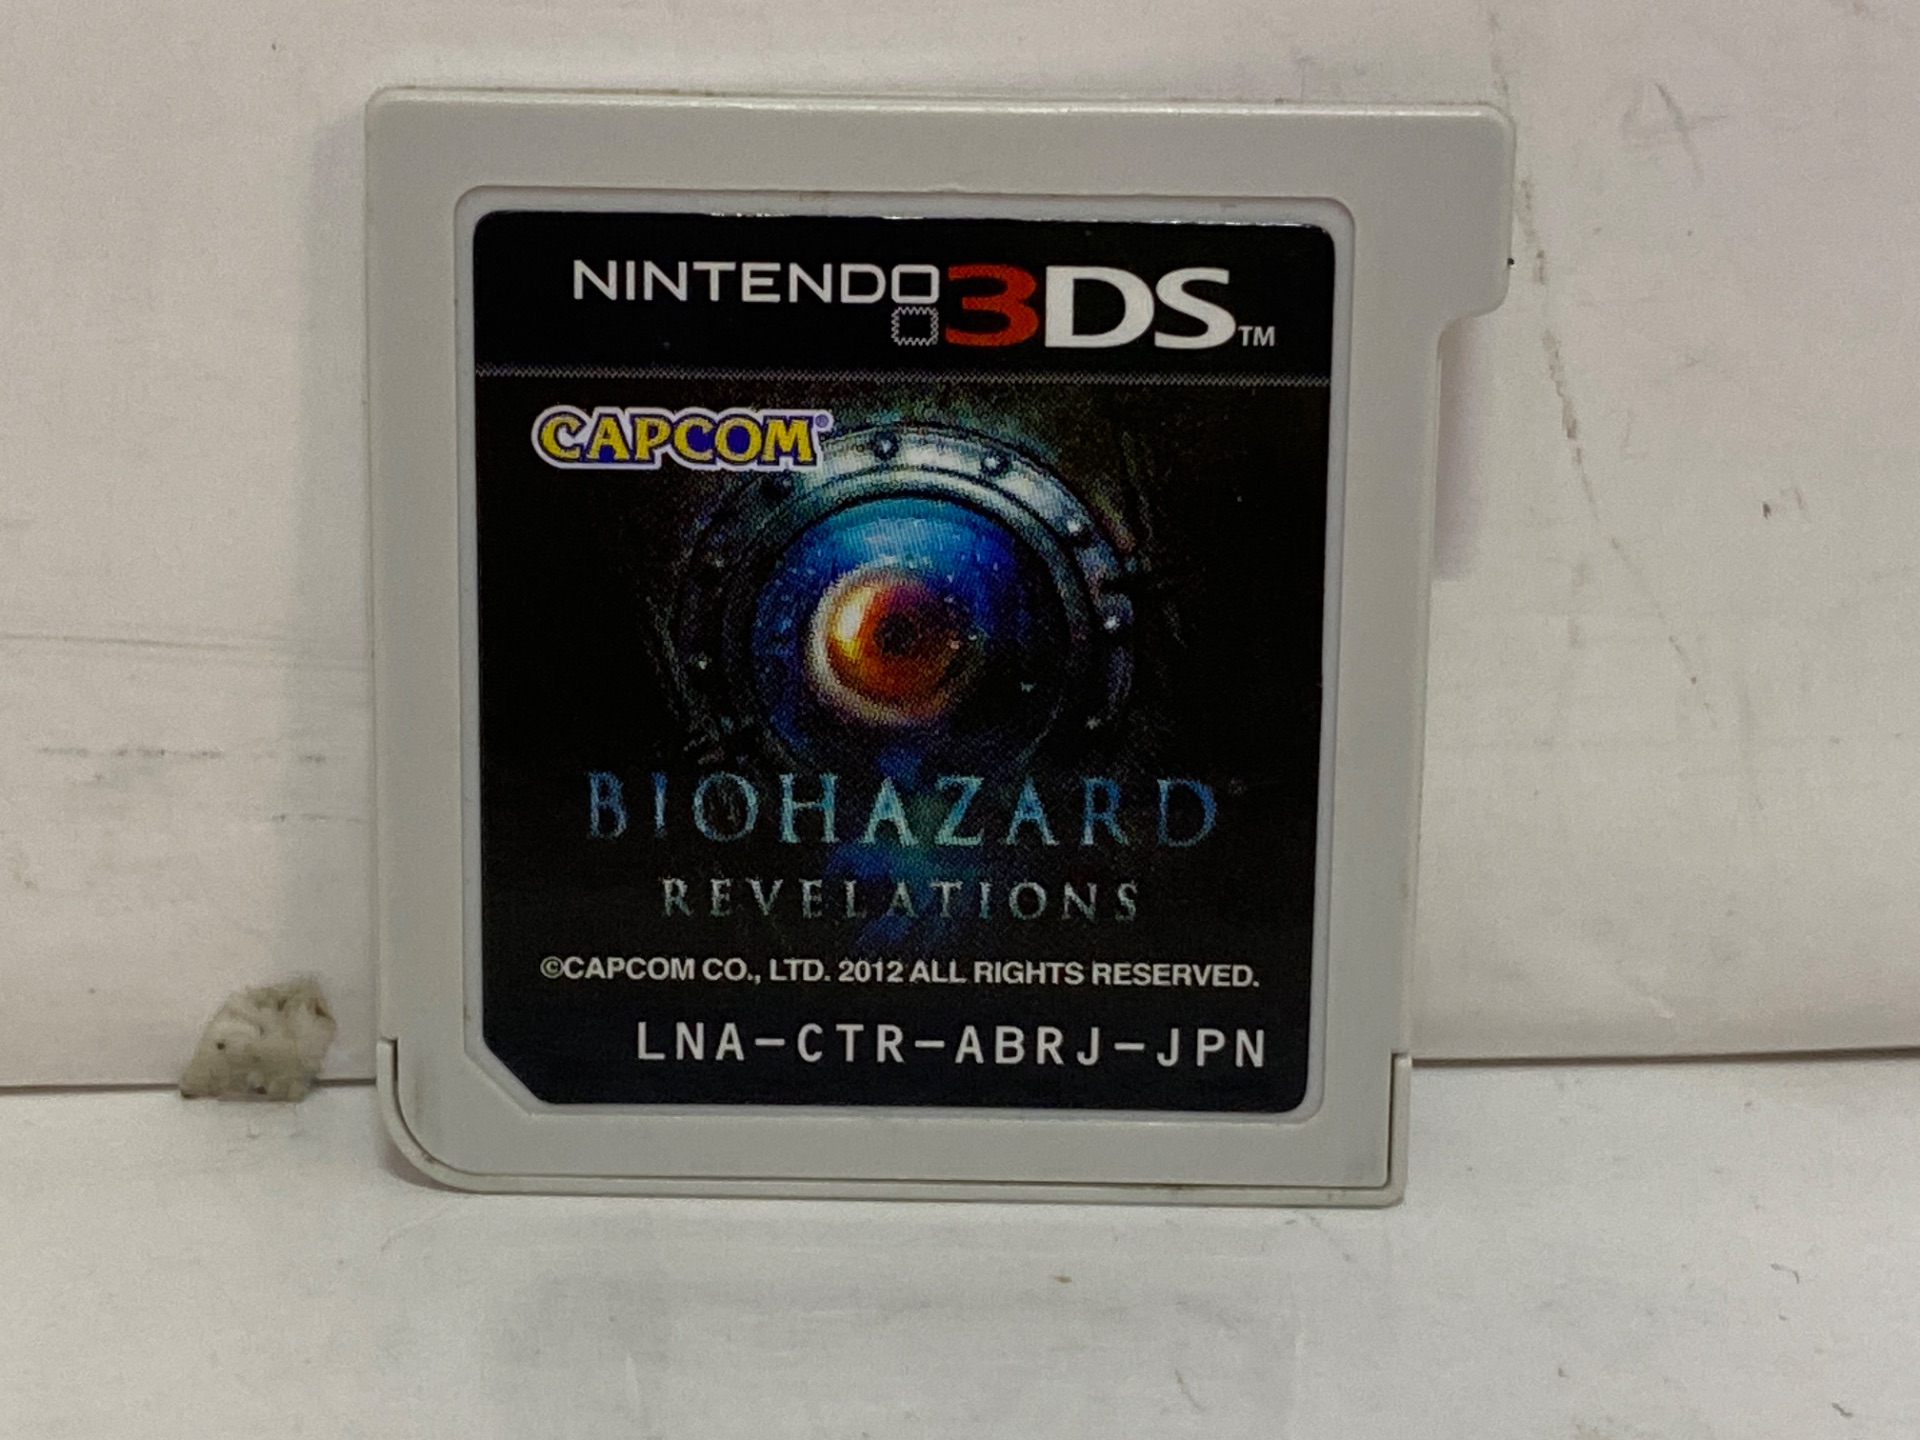 NINTENDO 3DS™
CAPCOM®
BIOHAZARD®
REVELATIONS
©CAPCOM CO., LTD. 2012 ALL RIGHTS RESERVED.
LNA-CTR-ABRJ-JPN